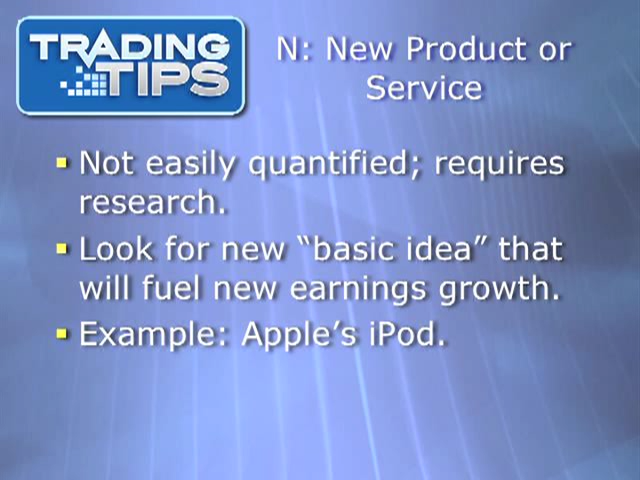 TRADING
TIPS
N: New Product or
Service
Not easily quantified; requires
research.
Look for new “basic idea” that
will fuel new earnings growth.
Example: Apple’s iPod.